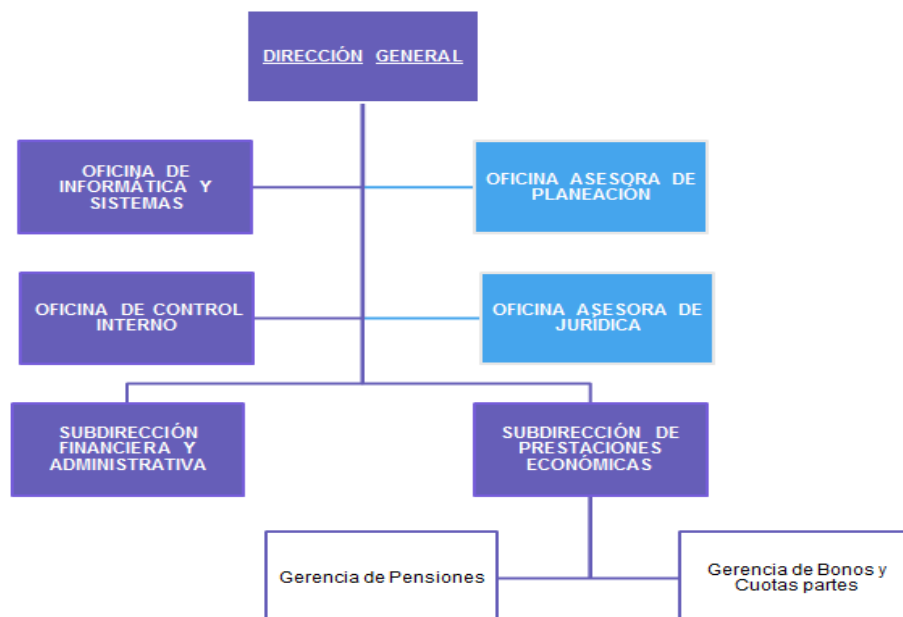 DIRECCIÓN GENERAL
OFICINA DE
INFORMÁTICA Y
SISTEMAS
OFICINA ASESORA DE
PLANEACIÓN
OFICINA DE CONTROL
INTERNO
OFICINA ASESORA DE
JURÍDICA
SUBDIRECCIÓN
FINANCIERA Y
ADMINISTRATIVA
SUBDIRECCIÓN DE
PRESTACIONES
ECONÓMICAS
Gerencia de Pensiones
Gerencia de Bonos y
Cuotas partes